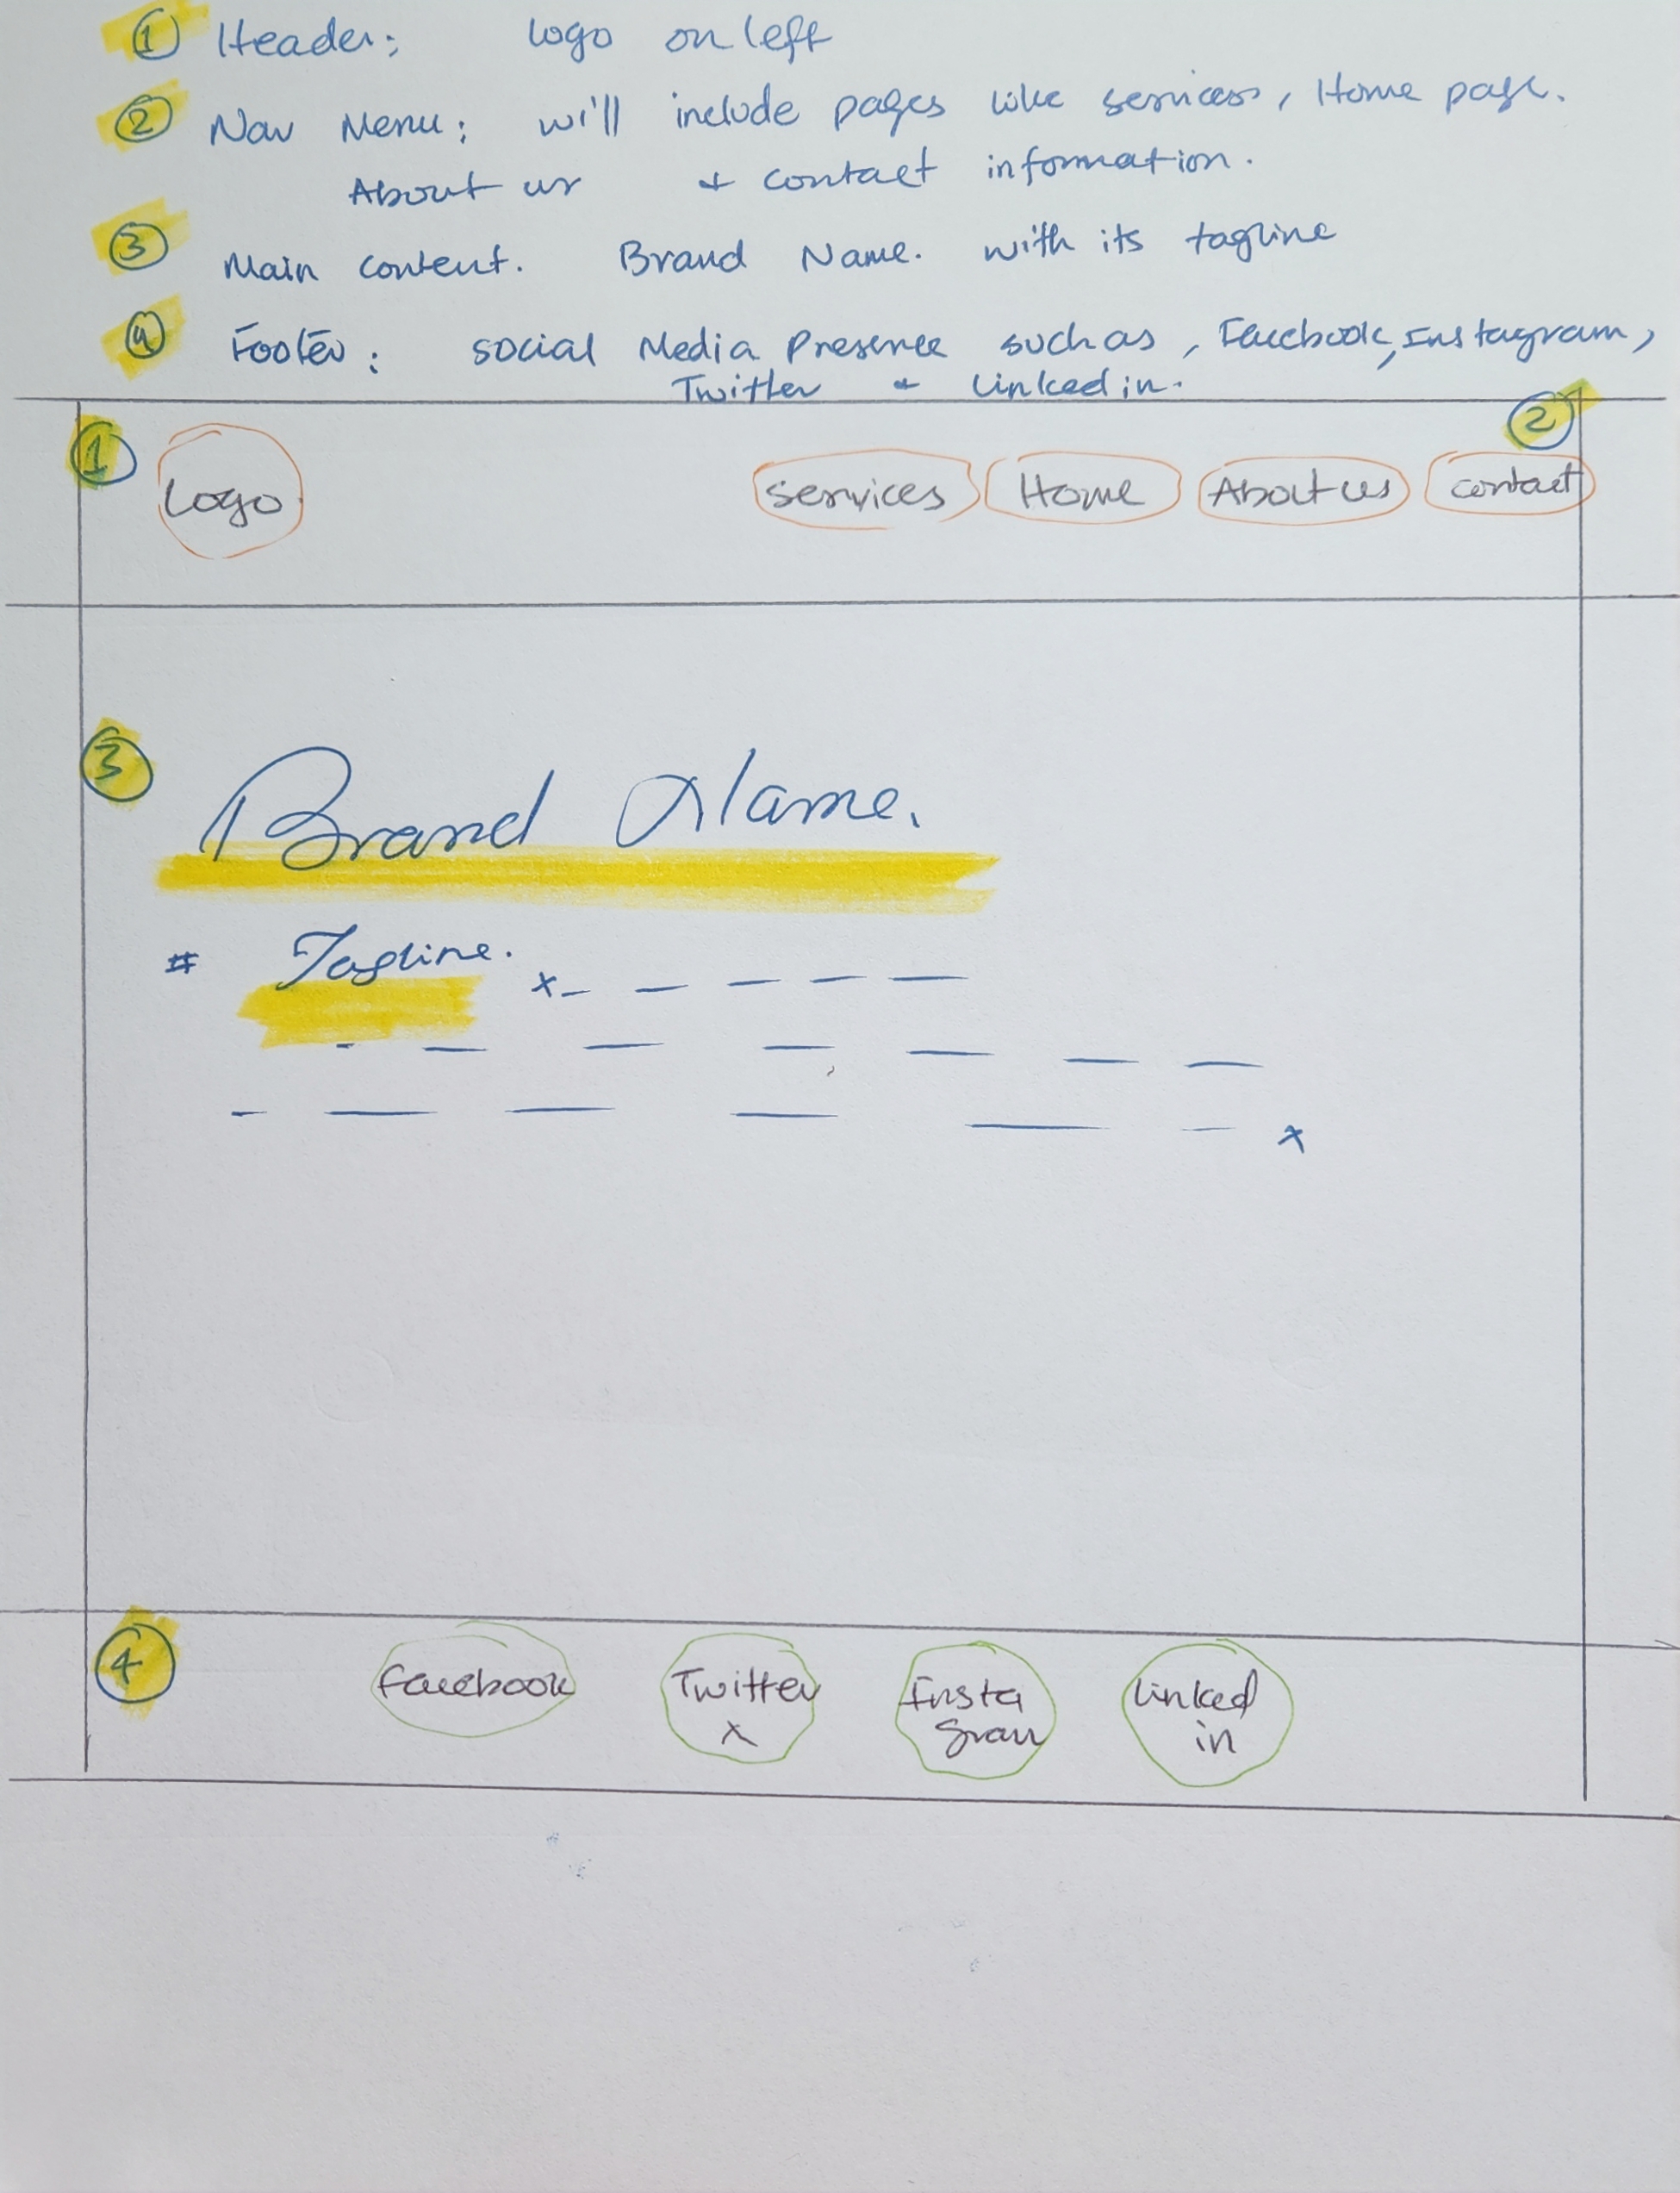 1 Header: logo on left
2 Nav Menu: will include pages like services, Home page.
About us & contact information.
3 Main content. Brand Name. with its tagline
4 Footer: social Media Presence such as, Facebook, Instagram,
Twitter & Linkedin.
1 2
Logo Services Home About us contact
3
Brand Name.
# Tagline. x
x
4 Facebook Twitter Insta Linked
x gram in